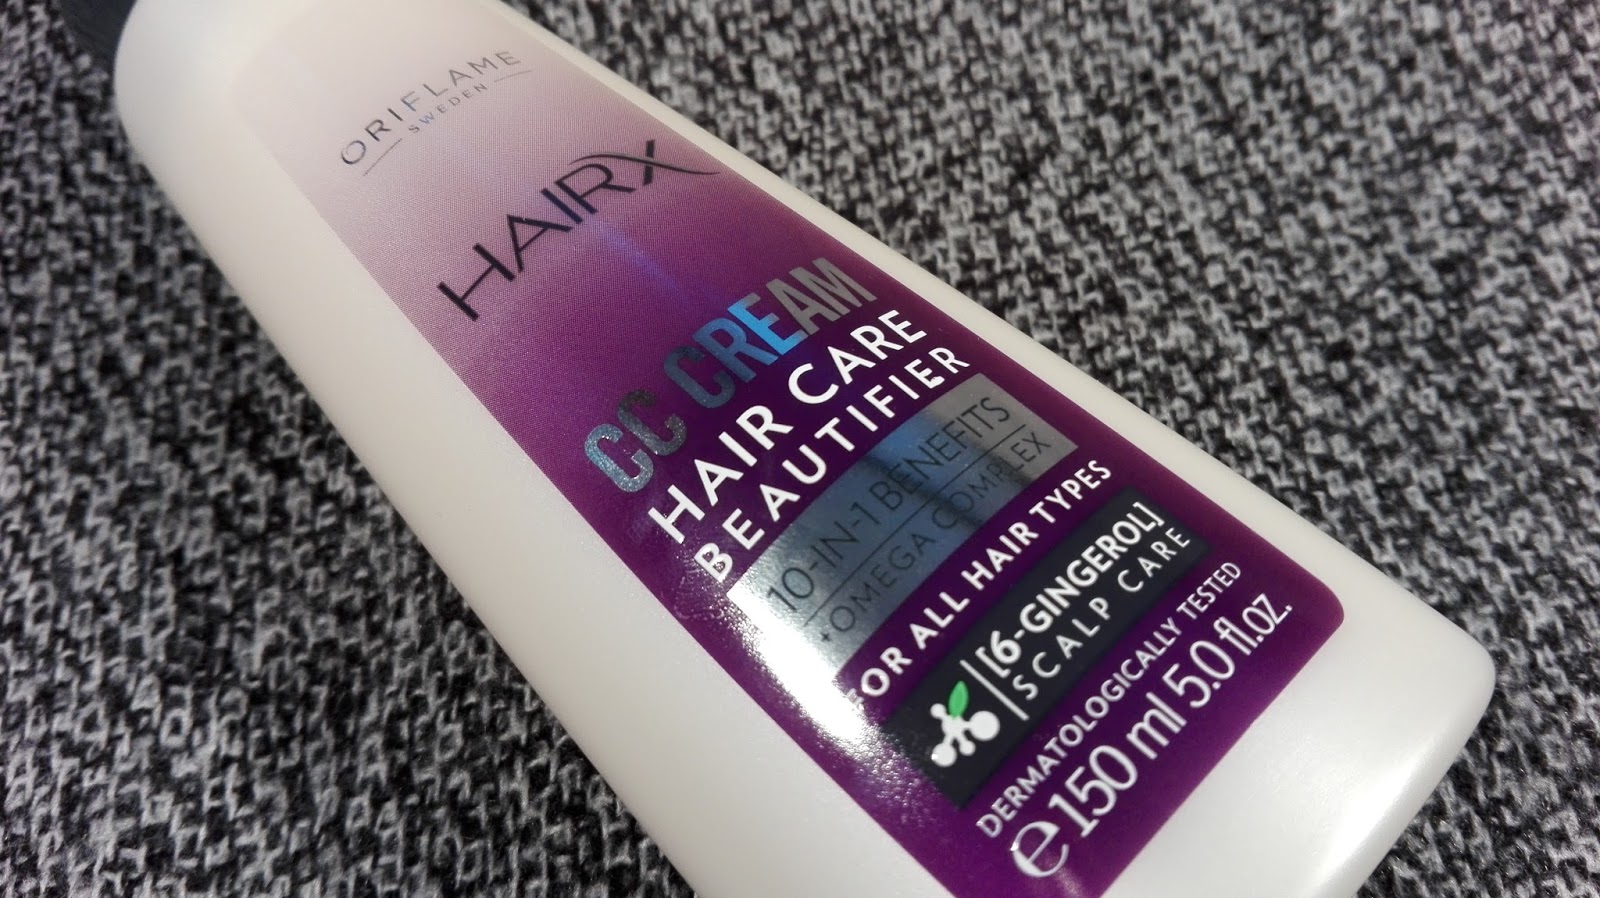 ORIFLAME
SWEDEN
HAIRX
CC CREAM
HAIR CARE
BEAUTIFIER
10-IN-1 BENEFITS
+OMEGA COMPLEX
FOR ALL HAIR TYPES
[6-GINGEROL]
SCALP CARE
DERMATOLOGICALLY TESTED
e 150 ml 5.0 fl.oz.